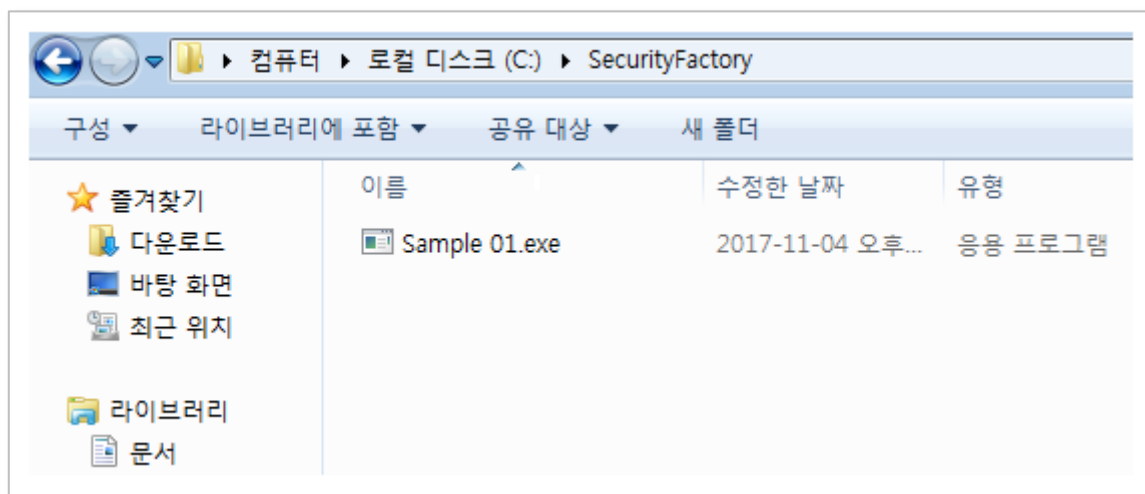 컴퓨터 ▸ 로컬 디스크 (C:) ▸ SecurityFactory
구성 라이브러리에 포함 공유 대상 새 폴더
이름 수정한 날짜 유형
즐겨찾기
다운로드
바탕 화면
최근 위치
라이브러리
문서
Sample 01.exe 2017-11-04 오후... 응용 프로그램